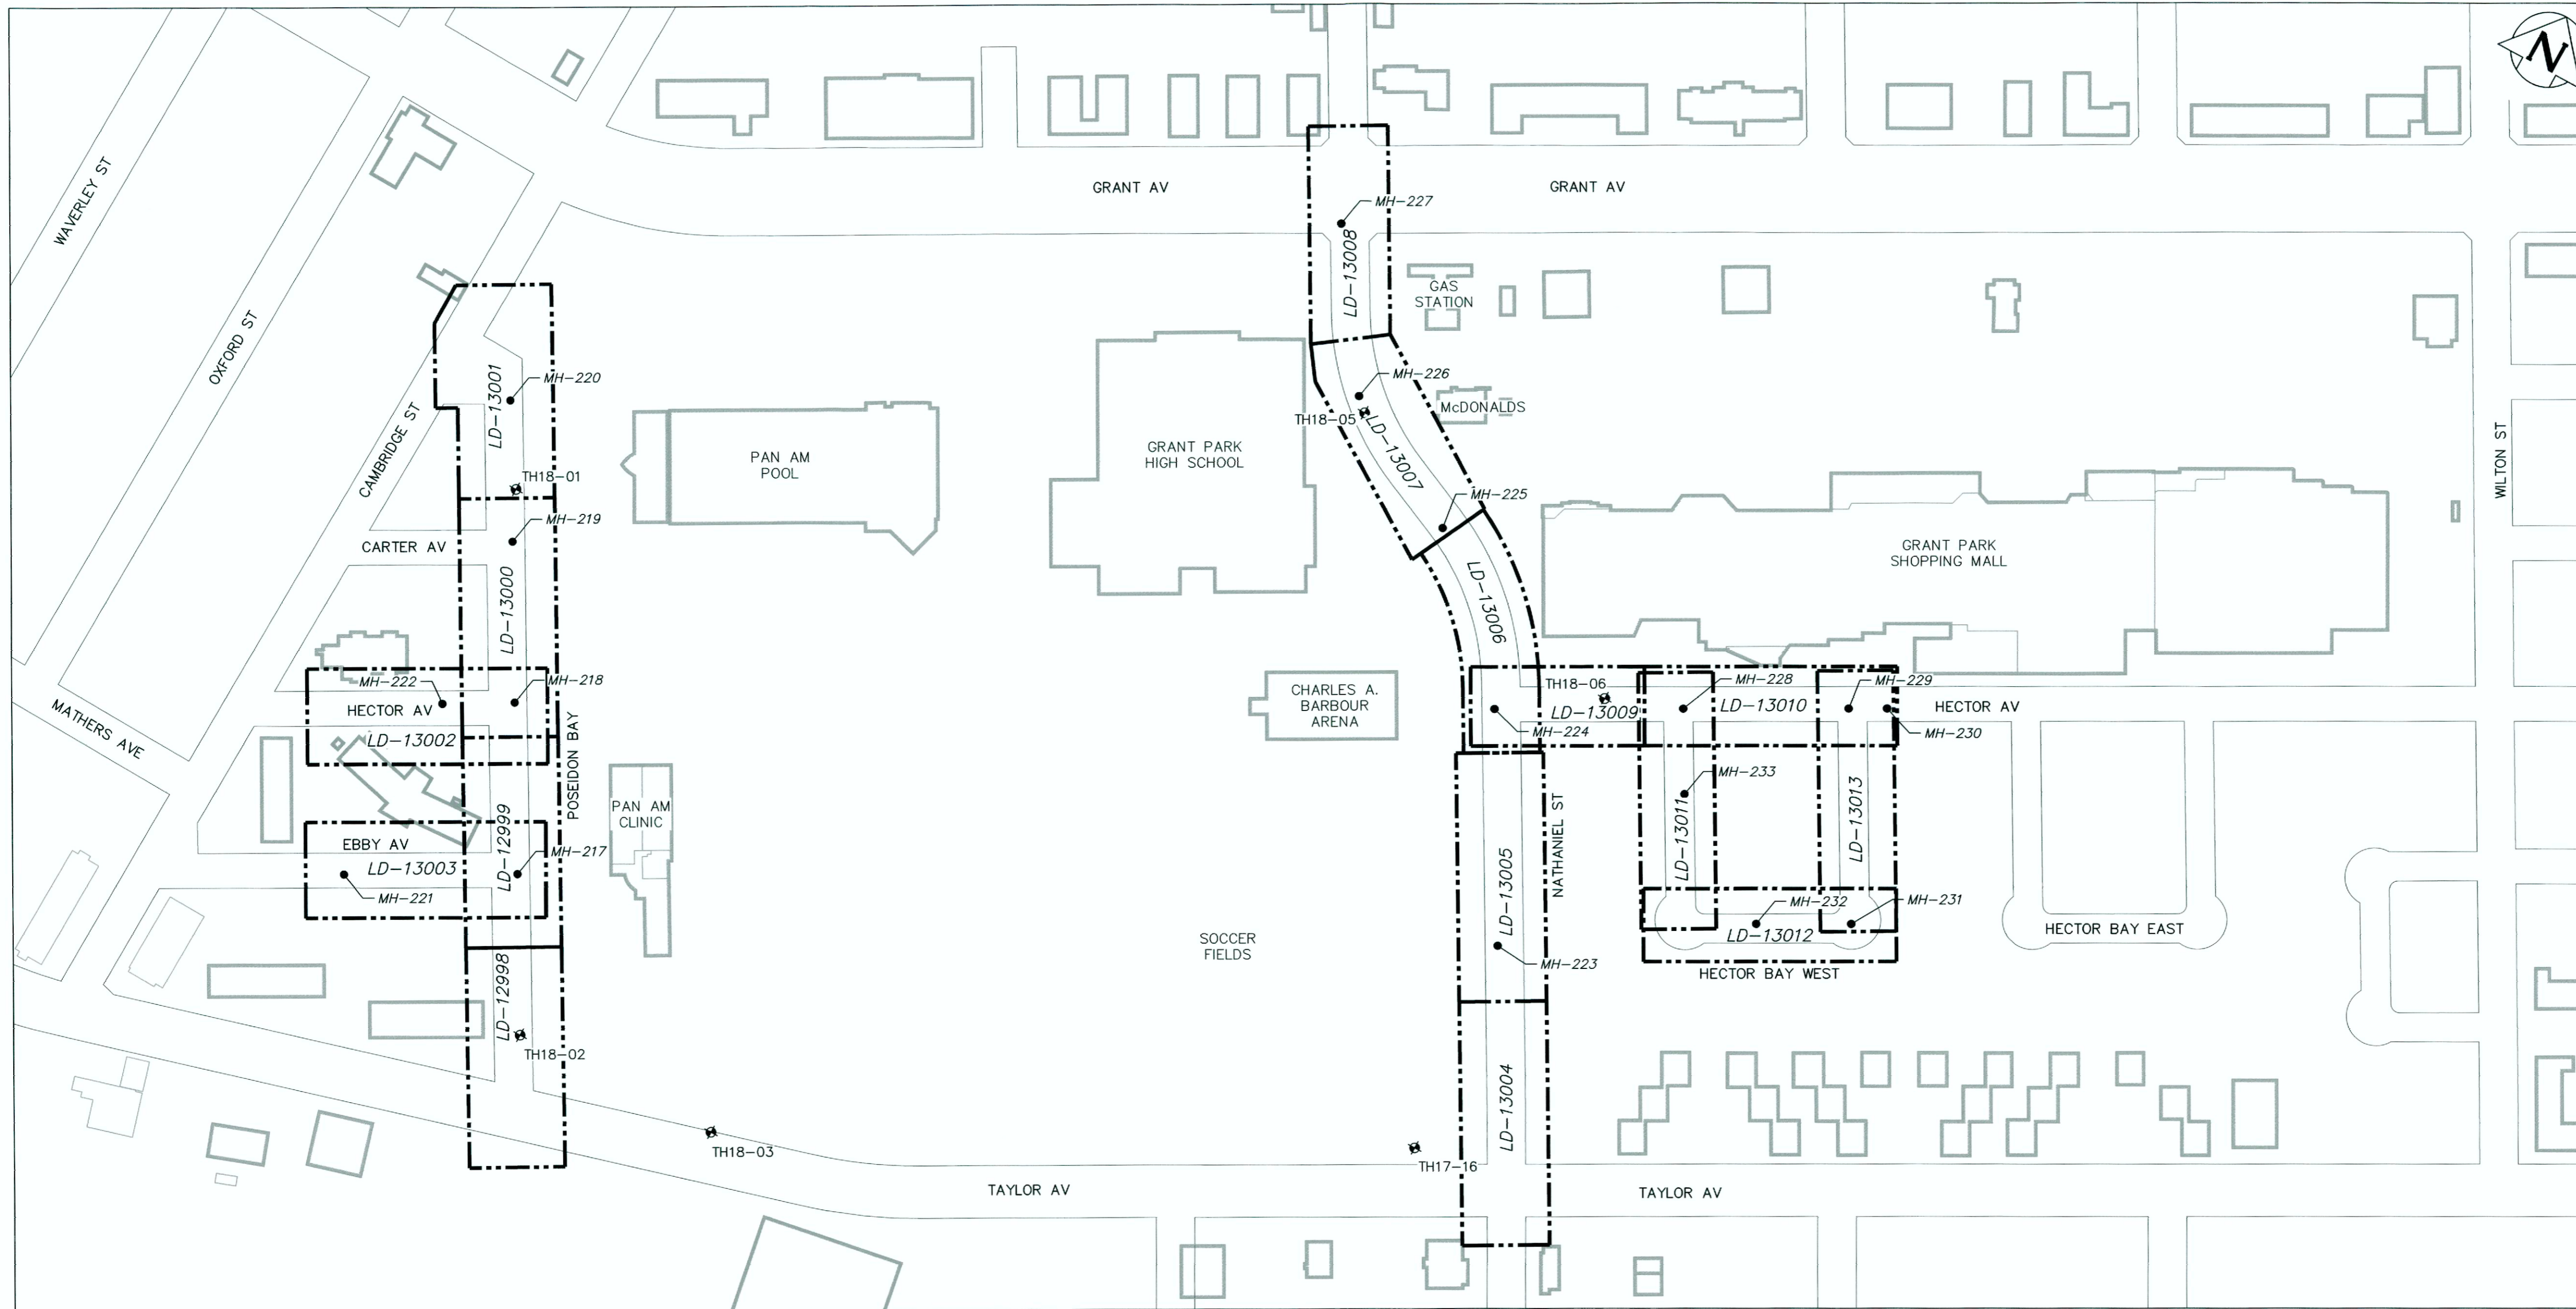 N
WAVERLEY ST
OXFORD ST
CAMBRIDGE ST
MATHERS AVE
GRANT AV
GRANT AV
MH-227
LD-13008
GAS
STATION
MH-226
TH18-05
LD-13007
McDONALDS
MH-225
LD-13006
LD-13001
MH-220
TH18-01
MH-219
CARTER AV
LD-13000
PAN AM
POOL
GRANT PARK
HIGH SCHOOL
GRANT PARK
SHOPPING MALL
WILTON ST
MH-222
MH-218
HECTOR AV
LD-13002
POSEIDON BAY
CHARLES A.
BARBOUR
ARENA
TH18-06
LD-13009
MH-224
MH-228
LD-13010
MH-229
HECTOR AV
MH-230
MH-233
LD-13011
LD-13013
PAN AM
CLINIC
EBBY AV
LD-13003
LD-12999
MH-217
MH-221
NATHANIEL ST
LD-13005
MH-223
MH-232
MH-231
LD-13012
HECTOR BAY WEST
HECTOR BAY EAST
SOCCER
FIELDS
LD-12998
TH18-02
TH18-03
TH17-16
LD-13004
TAYLOR AV
TAYLOR AV